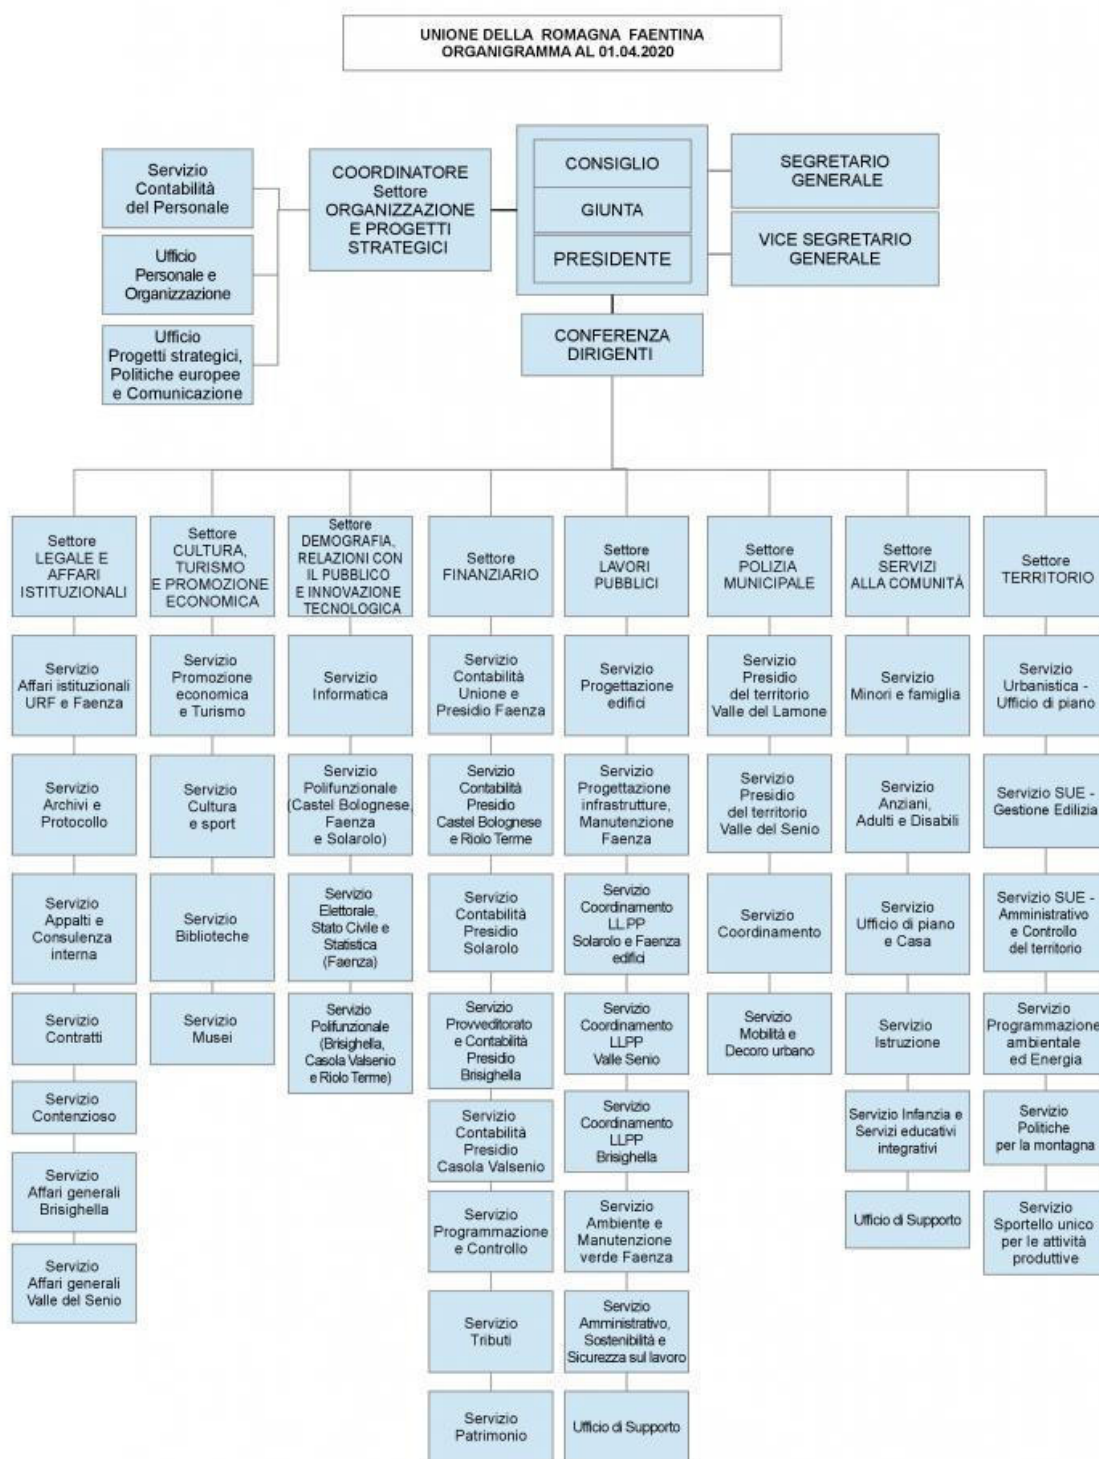 UNIONE DELLA ROMAGNA FAENTINA
ORGANIGRAMMA AL 01.04.2020
Servizio
Contabilità
del Personale
Ufficio
Personale e
Organizzazione
Ufficio
Progetti strategici,
Politiche europee
e Comunicazione
COORDINATORE
Settore
ORGANIZZAZIONE
E PROGETTI
STRATEGICI
CONSIGLIO
GIUNTA
PRESIDENTE
SEGRETARIO
GENERALE
VICE SEGRETARIO
GENERALE
CONFERENZA
DIRIGENTI
Settore
LEGALE E
AFFARI
ISTITUZIONALI
Servizio
Affari istituzionali
URF e Faenza
Servizio
Archivi e
Protocollo
Servizio
Appalti e
Consulenza
interna
Servizio
Contratti
Servizio
Contenzioso
Servizio
Affari generali
Brisighella
Servizio
Affari generali
Valle del Senio
Settore
CULTURA,
TURISMO
E PROMOZIONE
ECONOMICA
Servizio
Promozione
economica
e Turismo
Servizio
Cultura
e sport
Servizio
Biblioteche
Servizio
Musei
Settore
DEMOGRAFIA,
RELAZIONI CON
IL PUBBLICO
E INNOVAZIONE
TECNOLOGICA
Servizio
Informatica
Servizio
Polifunzionale
(Castel Bolognese,
Faenza
e Solarolo)
Servizio
Elettorale,
Stato Civile e
Statistica
(Faenza)
Servizio
Polifunzionale
(Brisighella,
Casola Valsenio
e Riolo Terme)
Settore
FINANZIARIO
Servizio
Contabilità
Unione e
Presidio Faenza
Servizio
Contabilità
Presidio
Castel Bolognese
e Riolo Terme
Servizio
Contabilità
Presidio
Solarolo
Servizio
Provveditorato
e Contabilità
Presidio
Brisighella
Servizio
Contabilità
Presidio
Casola Valsenio
Servizio
Programmazione
e Controllo
Servizio
Tributi
Servizio
Patrimonio
Settore
LAVORI
PUBBLICI
Servizio
Progettazione
edifici
Servizio
Progettazione
infrastrutture,
Manutenzione
Faenza
Servizio
Coordinamento
LL.PP
Solarolo e Faenza
edifici
Servizio
Coordinamento
LLPP
Valle Senio
Servizio
Coordinamento
LLPP
Brisighella
Servizio
Ambiente e
Manutenzione
verde Faenza
Servizio
Amministrativo,
Sostenibilità e
Sicurezza sul lavoro
Ufficio di Supporto
Settore
POLIZIA
MUNICIPALE
Servizio
Presidio
del territorio
Valle del Lamone
Servizio
Presidio
del territorio
Valle del Senio
Servizio
Coordinamento
Servizio
Mobilità e
Decoro urbano
Settore
SERVIZI
ALLA COMUNITÀ
Servizio
Minori e famiglia
Servizio
Anziani,
Adulti e Disabili
Servizio
Ufficio di piano
e Casa
Servizio
Istruzione
Servizio Infanzia e
Servizi educativi
integrativi
Ufficio di Supporto
Settore
TERRITORIO
Servizio
Urbanistica -
Ufficio di piano
Servizio SUE -
Gestione Edilizia
Servizio SUE -
Amministrativo
e Controllo
del territorio
Servizio
Programmazione
ambientale
ed Energia
Servizio
Politiche
per la montagna
Servizio
Sportello unico
per le attività
produttive